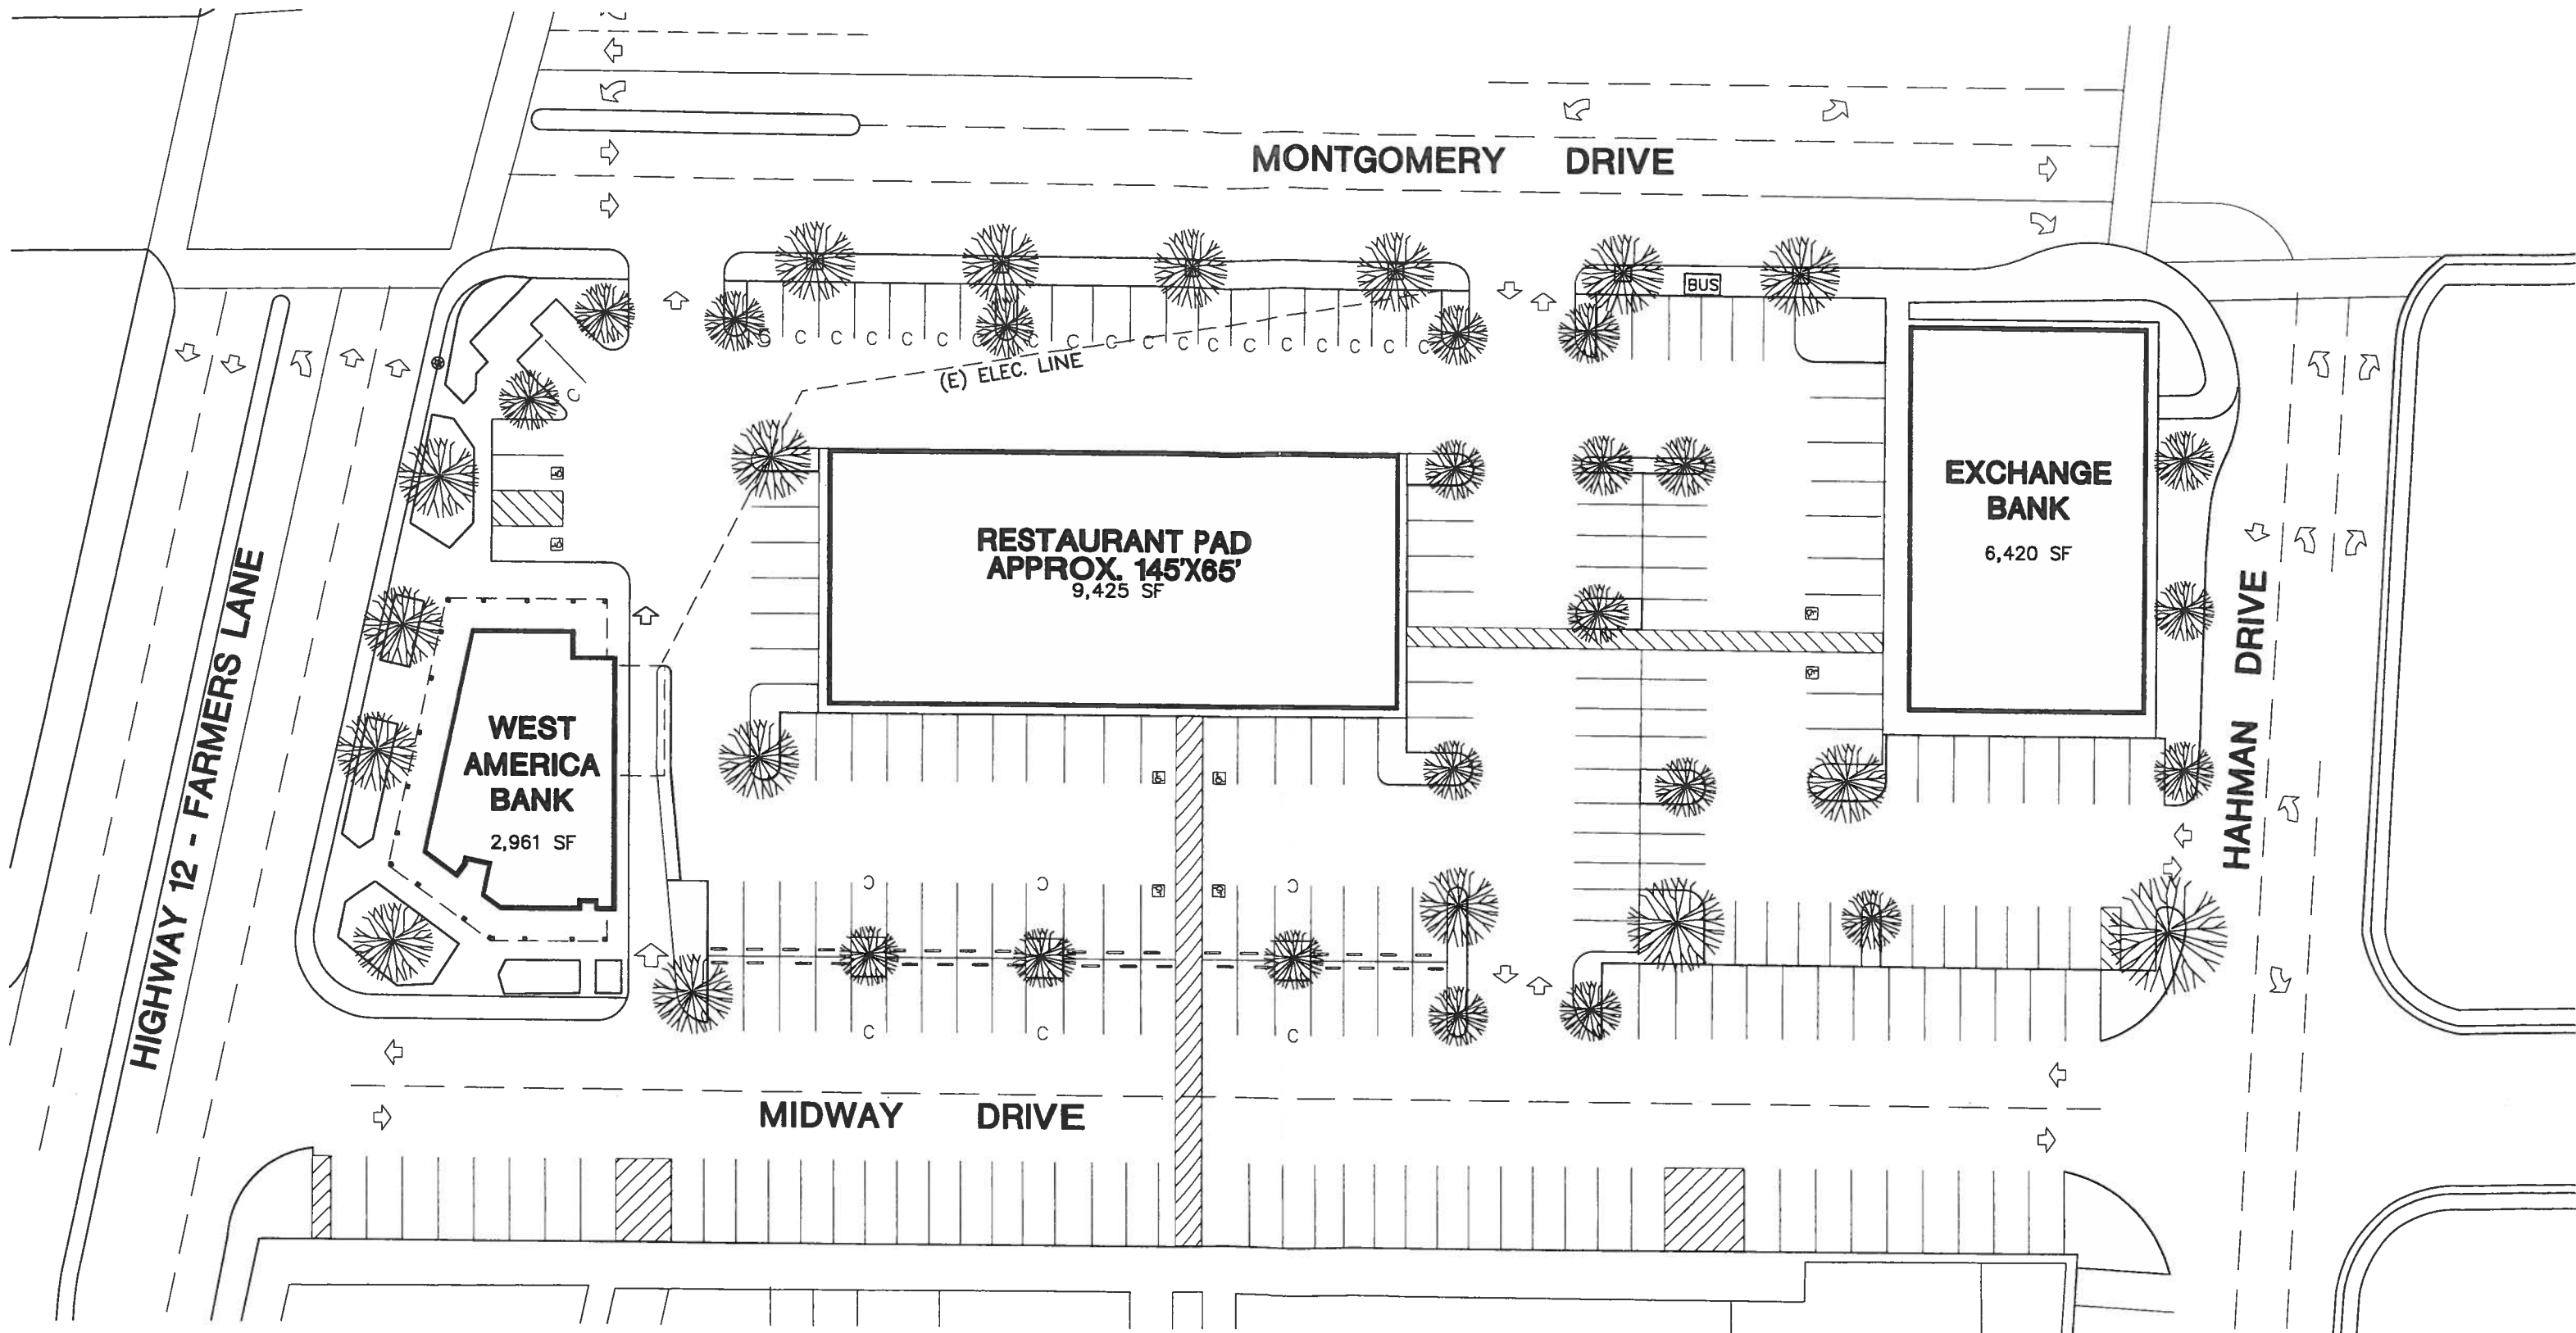 MONTGOMERY DRIVE
BUS
C C C C C C C C C C C C C C C C C C C
(E) ELEC. LINE
C
RESTAURANT PAD
APPROX. 145'X65'
9,425 SF
EXCHANGE
BANK
6,420 SF
WEST
AMERICA
BANK
2,961 SF
HIGHWAY 12 - FARMERS LANE
HAHMAN DRIVE
C C C
C C C
MIDWAY DRIVE